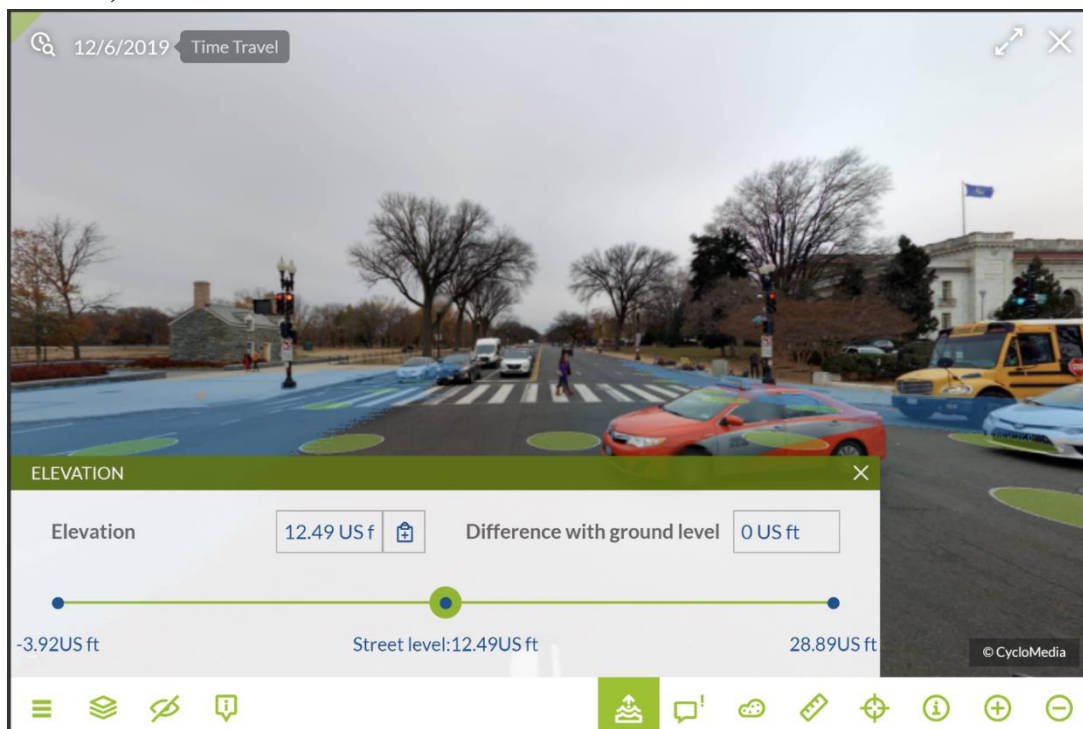 12/6/2019 Time Travel
ELEVATION
Elevation 12.49 US f Difference with ground level 0 US ft
-3.92US ft Street level:12.49US ft 28.89US ft
© CycloMedia